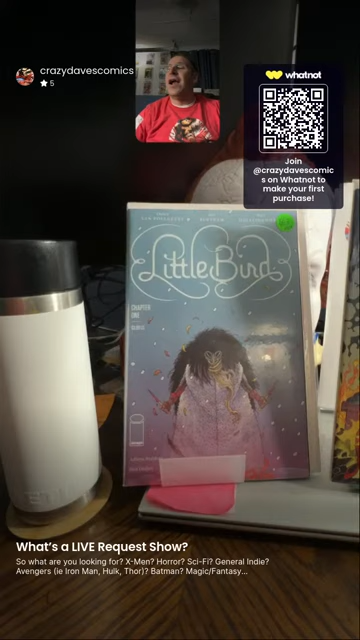 crazydavescomics
★ 5
whatnot
Join
@crazydavescomic
s on Whatnot to
make your first
purchase!
Little Bird
CHAPTER
ONE
What's a LIVE Request Show?
So what are you looking for? X-Men? Horror? Sci-Fi? General Indie?
Avengers (ie Iron Man, Hulk, Thor)? Batman? Magic/Fantasy...